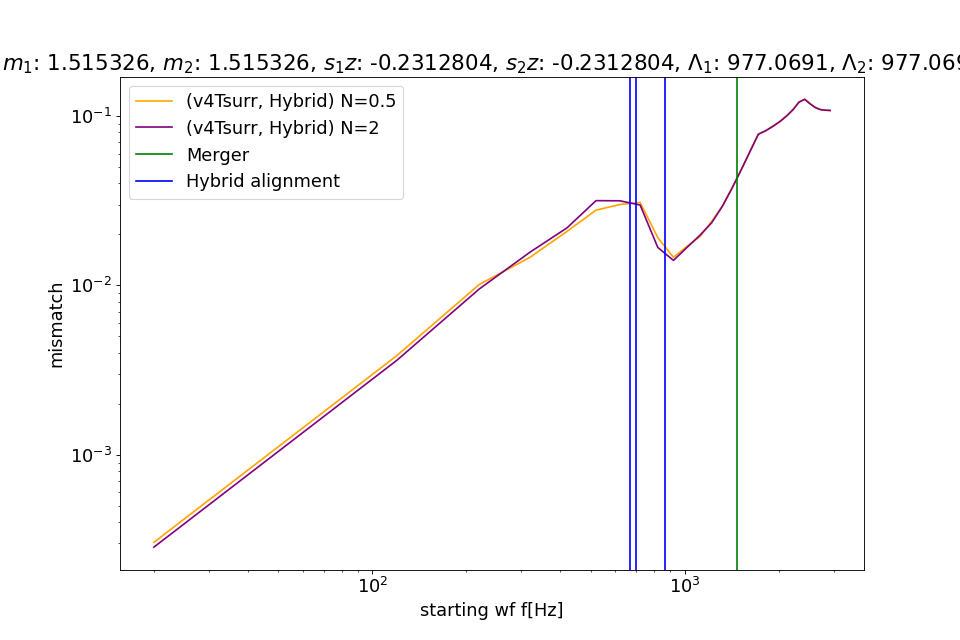 m₁: 1.515326, m₂: 1.515326, s₁z: -0.2312804, s₂z: -0.2312804, Λ₁: 977.0691, Λ₂: 977.069
(v4Tsurr, Hybrid) N=0.5
(v4Tsurr, Hybrid) N=2
Merger
Hybrid alignment
10⁻¹
10⁻²
10⁻³
mismatch
10²
10³
starting wf f[Hz]